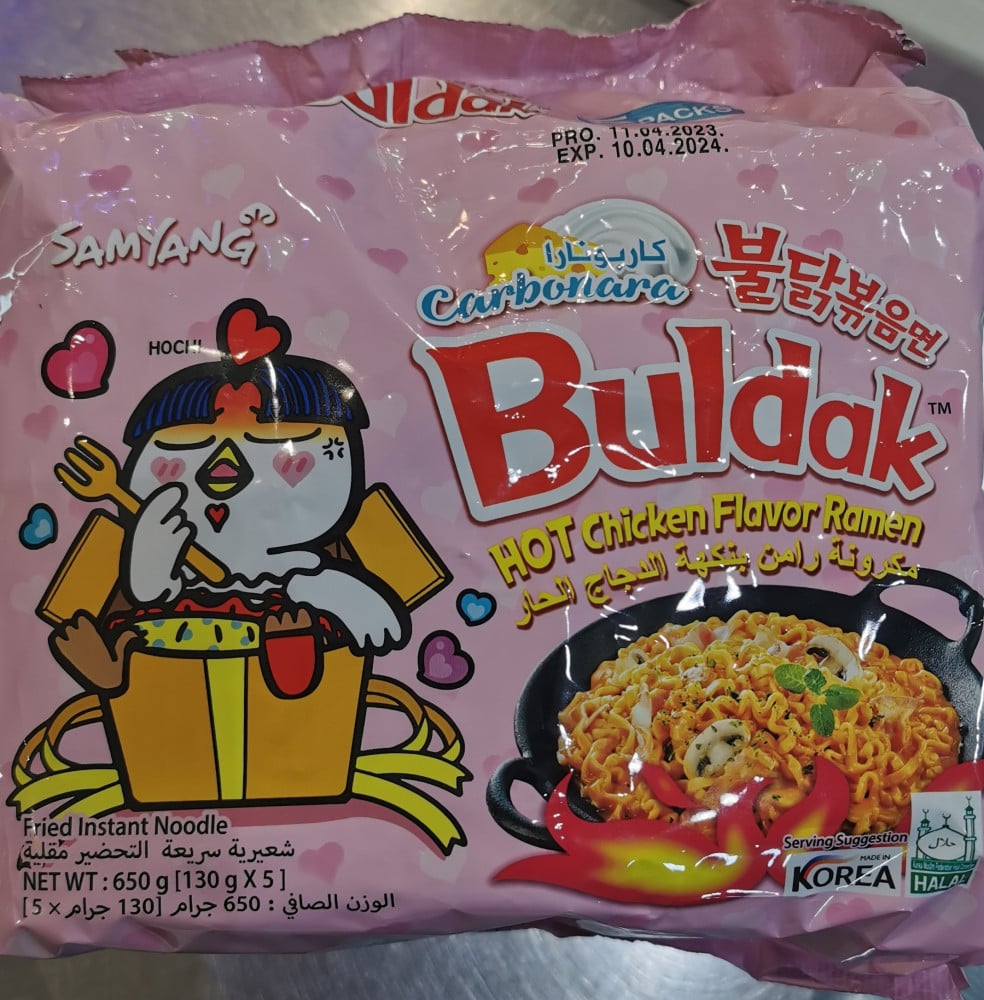 Buldak
PACKS
PRO. 11.04.2023.
EXP. 10.04.2024.
SAMYANG
كاربونارا
Carbonara
불닭볶음면
HOCHI
Buldak™
HOT Chicken Flavor Ramen
مكرونة رامن بنكهة الدجاج الحار
Fried Instant Noodle
شعيرية سريعة التحضير مقلية
NET WT : 650 g [130 g X 5 ]
الوزن الصافي : 650 جرام [130 جرام × 5]
Serving Suggestion
MADE IN
KOREA
حلال
HALAL